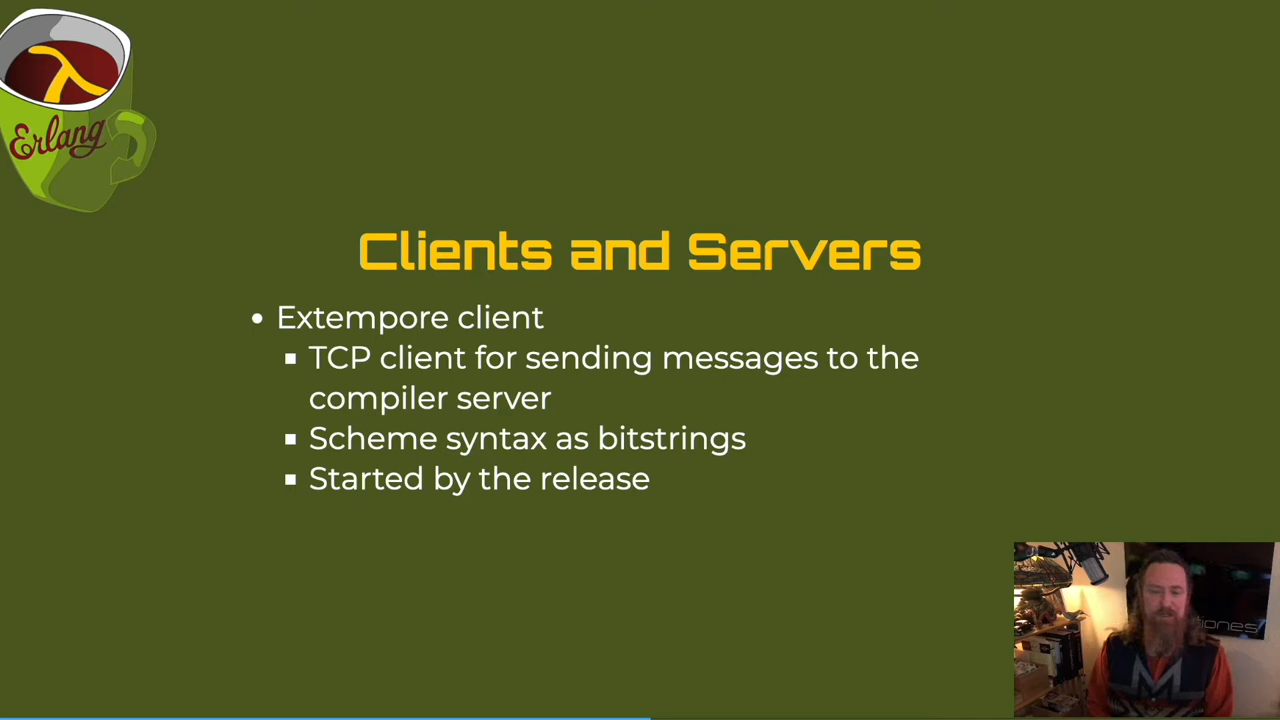 Erlang
Clients and Servers
Extempore client
TCP client for sending messages to the
compiler server
Scheme syntax as bitstrings
Started by the release